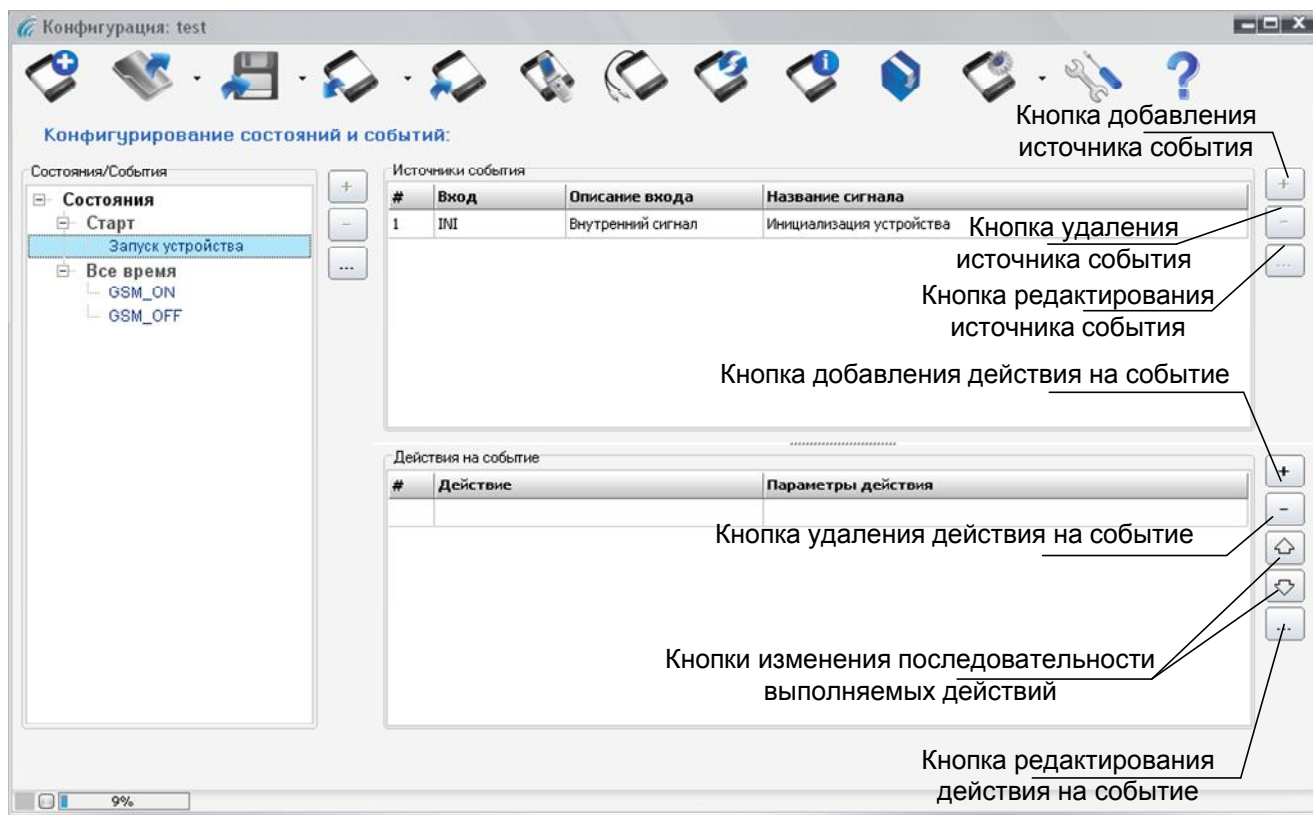 Конфигурация: test
Конфигурирование состояний и событий:
Кнопка добавления
источника события
Состояния/События
Состояния
Старт
Запуск устройства
Все время
GSM_ON
GSM_OFF
+
-
...
Источники события
# Вход Описание входа Название сигнала
1 INI Внутренний сигнал Инициализация устройства
+
-
...
Кнопка удаления
источника события
Кнопка редактирования
источника события
Кнопка добавления действия на событие
Действия на событие
# Действие Параметры действия
+
-
...
Кнопка удаления действия на событие
Кнопки изменения последовательности
выполняемых действий
Кнопка редактирования
действия на событие
9%